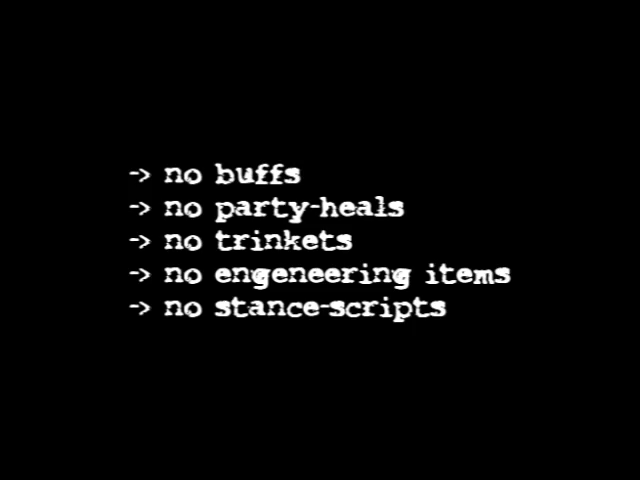 -> no buffs
-> no party-heals
-> no trinkets
-> no engeneering items
-> no stance-scripts